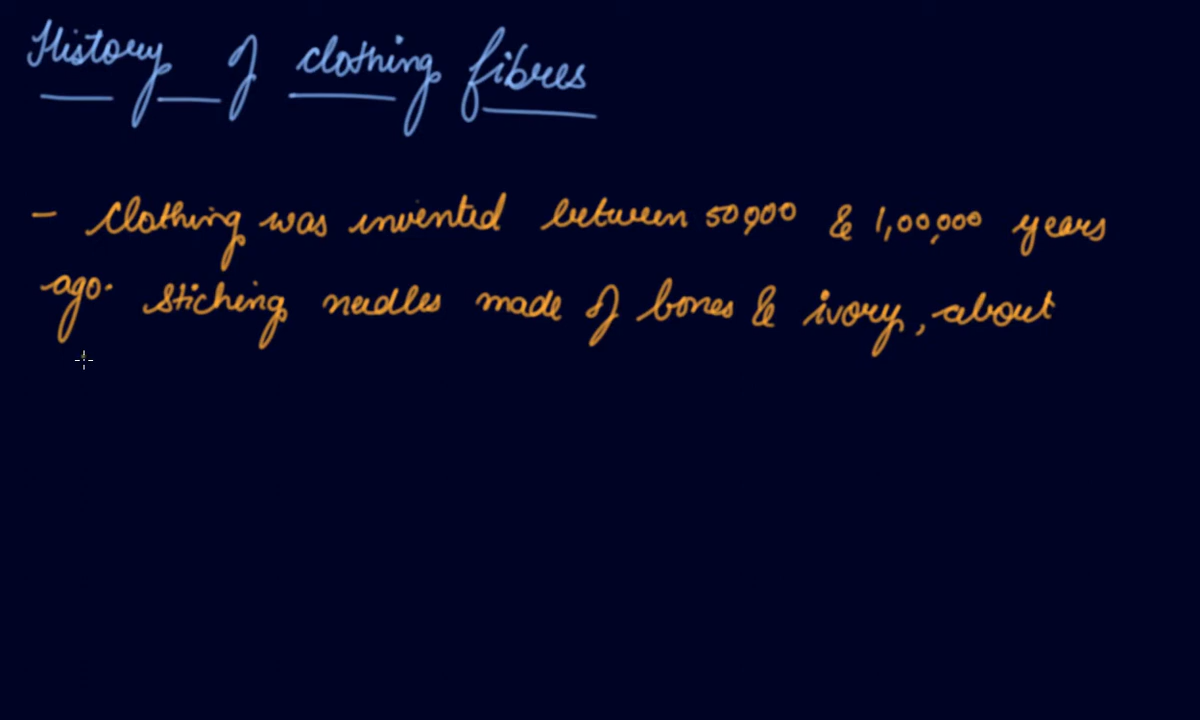 History of clothing fibres
- Clothing was invented between 50,000 & 1,00,000 years
ago. Stiching needles made of bones & ivory, about